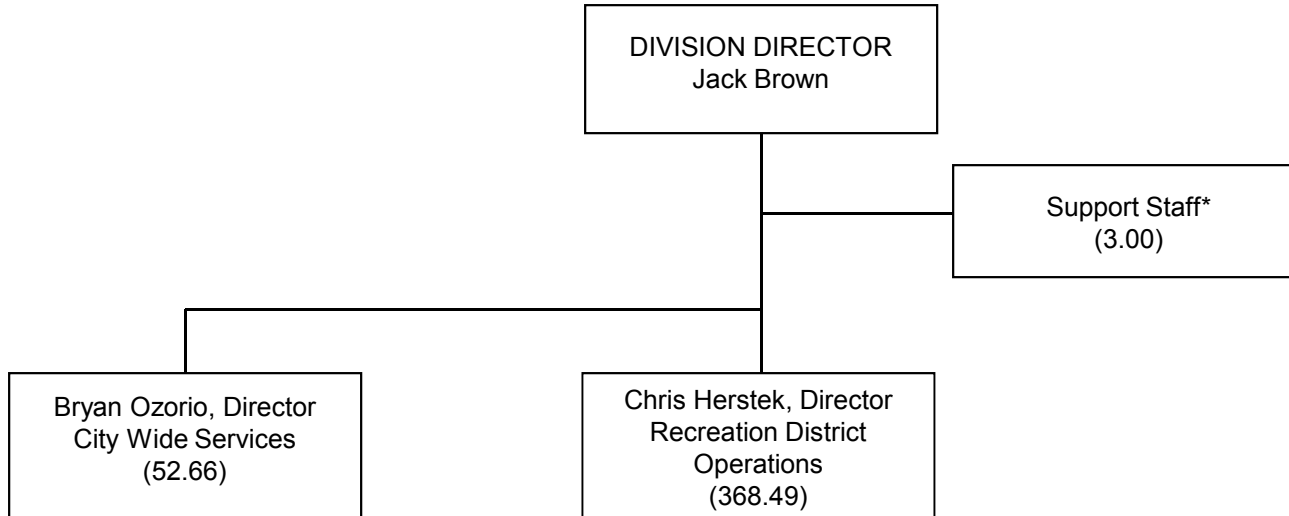 DIVISION DIRECTOR
Jack Brown
Support Staff*
(3.00)
Bryan Ozorio, Director
City Wide Services
(52.66)
Chris Herstek, Director
Recreation District
Operations
(368.49)